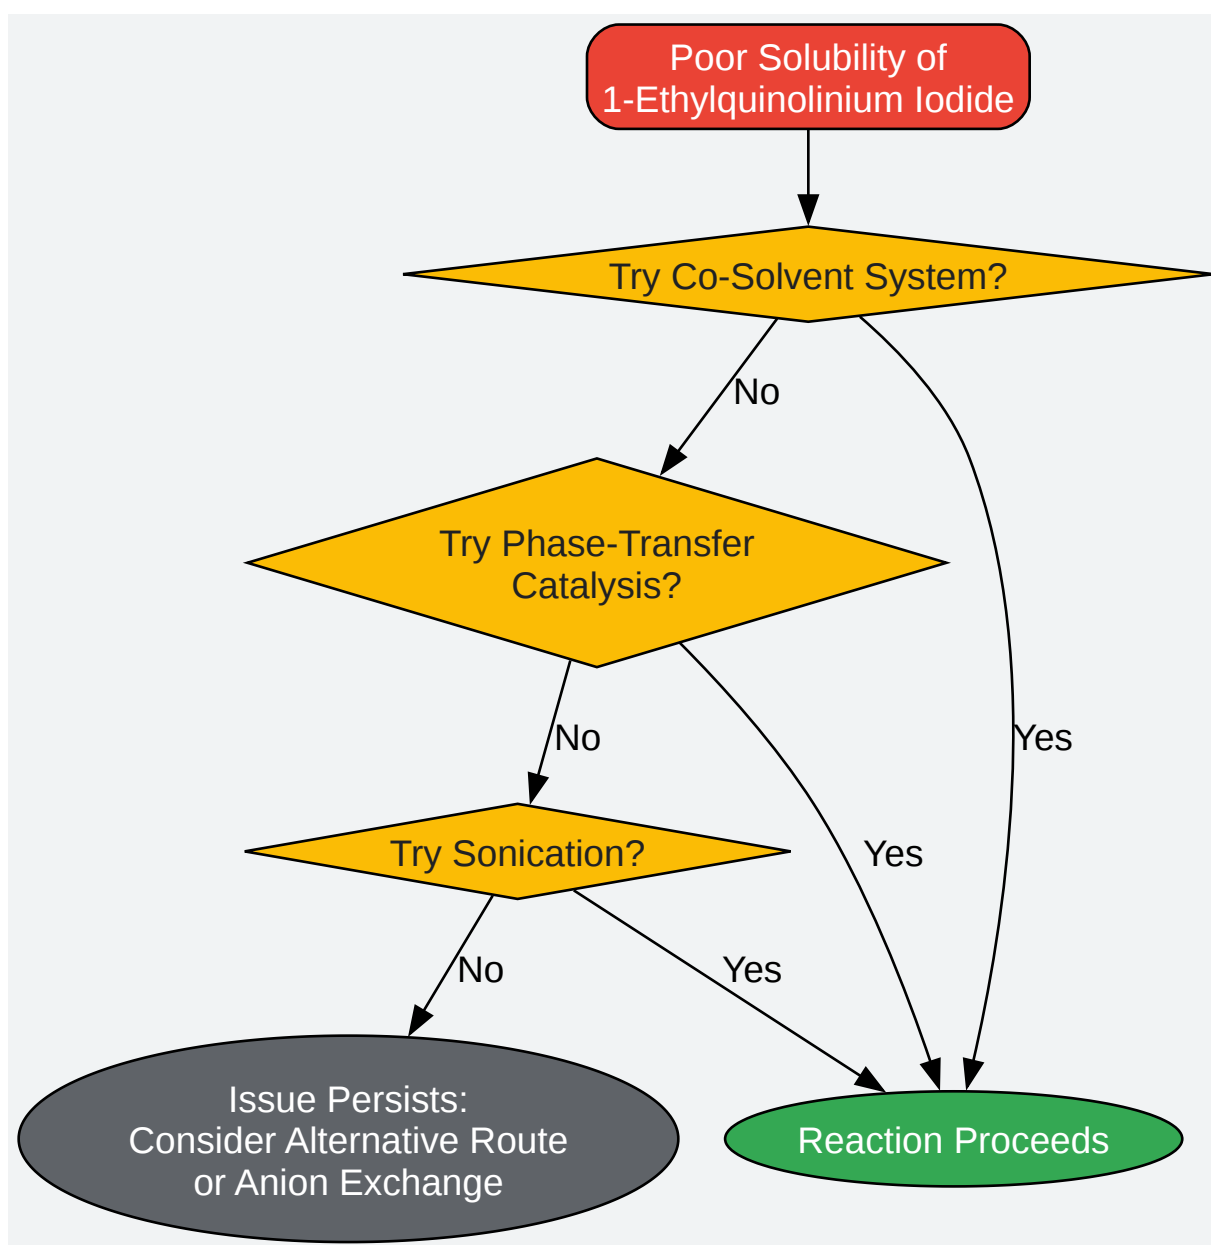 Poor Solubility of
1-Ethylquinolinium Iodide
Try Co-Solvent System?
No
Try Phase-Transfer
Catalysis?
No
Yes
Try Sonication?
Yes
No
Yes
Issue Persists:
Consider Alternative Route
or Anion Exchange
Reaction Proceeds